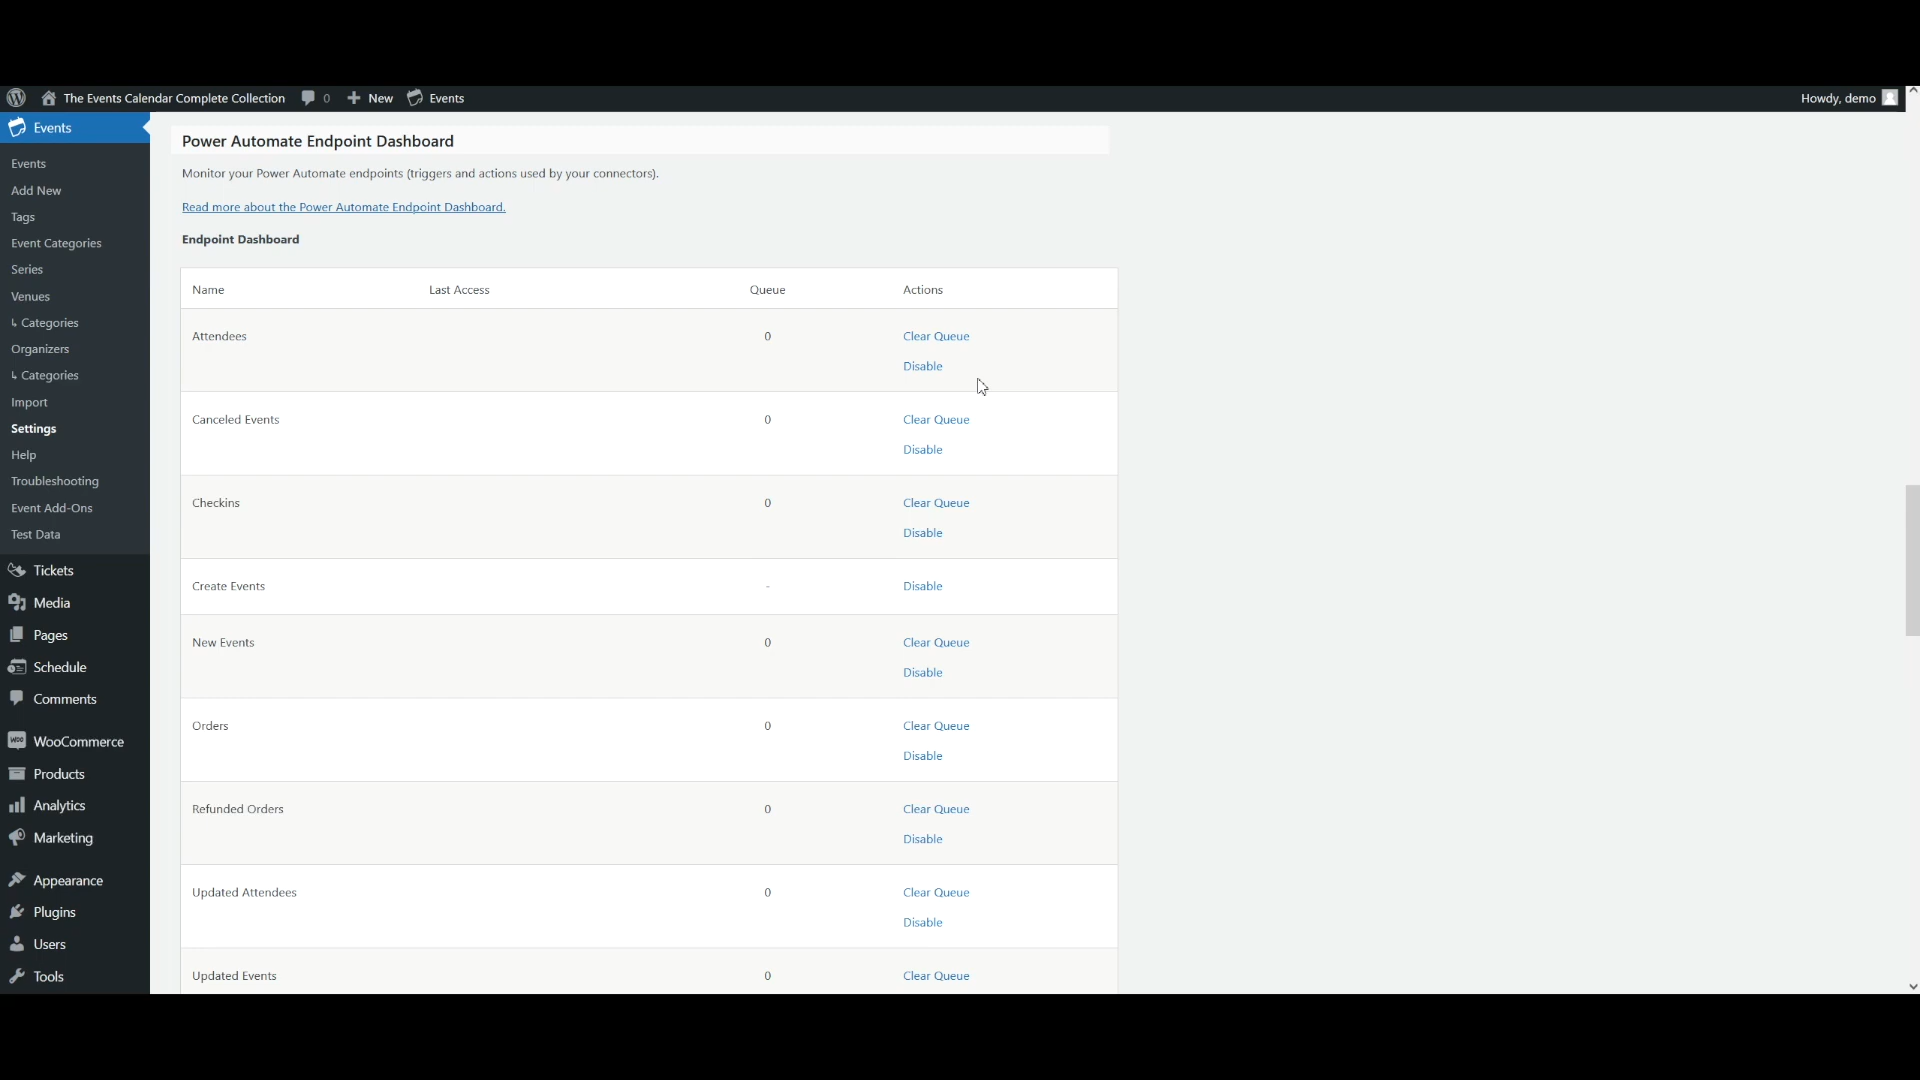 The Events Calendar Complete Collection 0 New Events Howdy, demo
Events
Events
Add New
Tags
Event Categories
Series
Venues
↳ Categories
Organizers
↳ Categories
Import
Settings
Help
Troubleshooting
Event Add-Ons
Test Data
Tickets
Media
Pages
Schedule
Comments
WooCommerce
Products
Analytics
Marketing
Appearance
Plugins
Users
Tools
Power Automate Endpoint Dashboard
Monitor your Power Automate endpoints (triggers and actions used by your connectors).
Read more about the Power Automate Endpoint Dashboard.
Endpoint Dashboard
Name Last Access Queue Actions
Attendees 0 Clear Queue
Disable
Canceled Events 0 Clear Queue
Disable
Checkins 0 Clear Queue
Disable
Create Events - Disable
New Events 0 Clear Queue
Disable
Orders 0 Clear Queue
Disable
Refunded Orders 0 Clear Queue
Disable
Updated Attendees 0 Clear Queue
Disable
Updated Events 0 Clear Queue